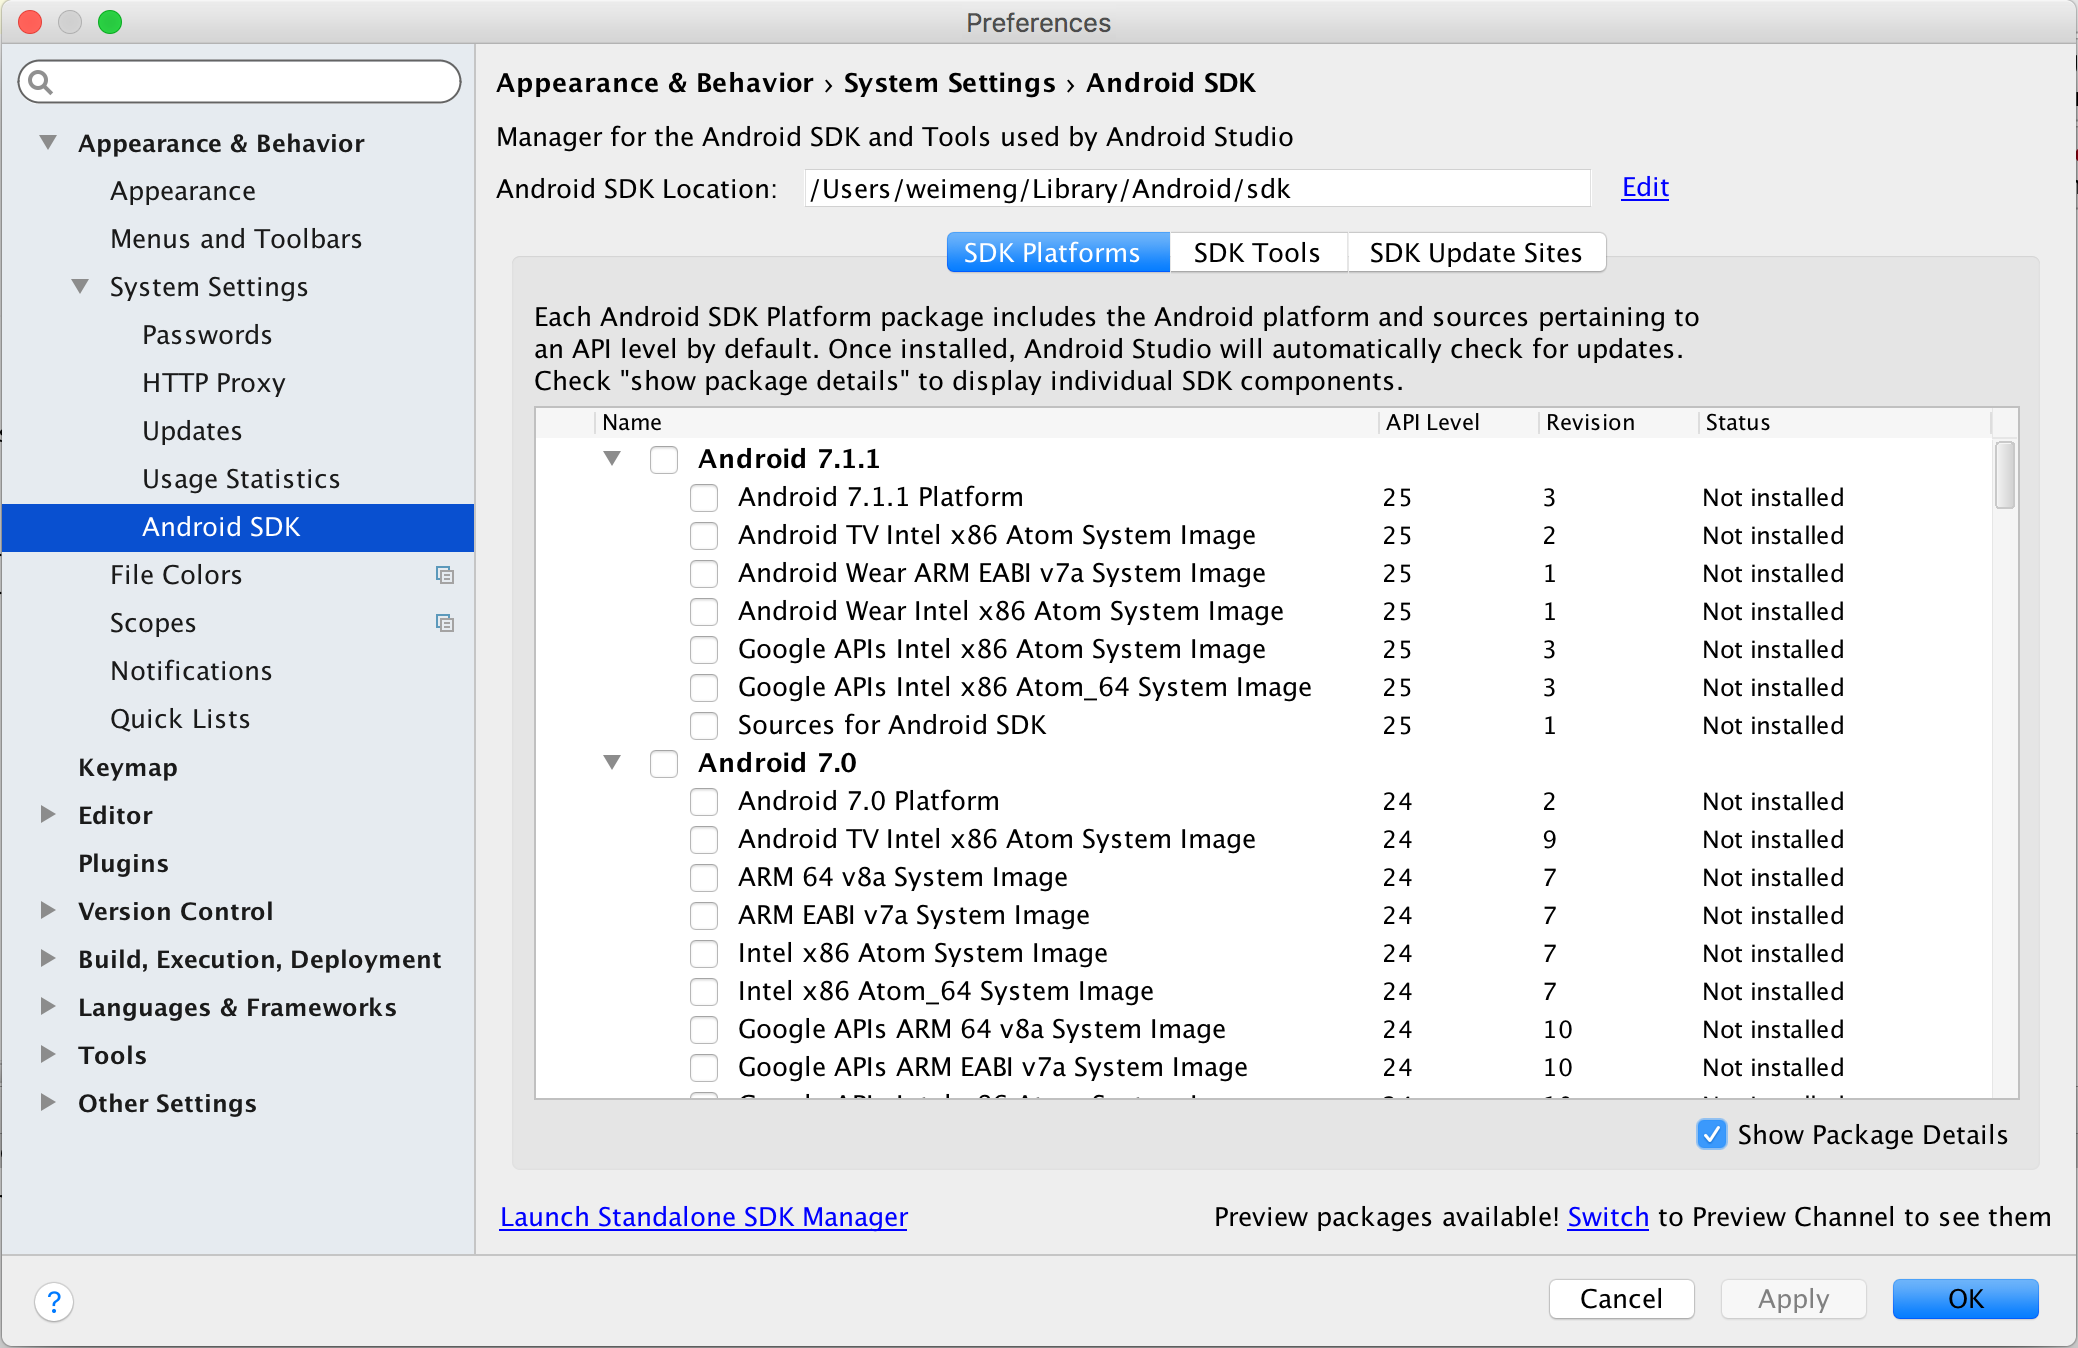 Preferences
Appearance & Behavior
Appearance
Menus and Toolbars
System Settings
Passwords
HTTP Proxy
Updates
Usage Statistics
Android SDK
File Colors
Scopes
Notifications
Quick Lists
Keymap
Editor
Plugins
Version Control
Build, Execution, Deployment
Languages & Frameworks
Tools
Other Settings
Appearance & Behavior › System Settings › Android SDK
Manager for the Android SDK and Tools used by Android Studio
Android SDK Location: /Users/weimeng/Library/Android/sdk Edit
SDK Platforms SDK Tools SDK Update Sites
Each Android SDK Platform package includes the Android platform and sources pertaining to
an API level by default. Once installed, Android Studio will automatically check for updates.
Check "show package details" to display individual SDK components.
Name API Level Revision Status
Android 7.1.1
Android 7.1.1 Platform 25 3 Not installed
Android TV Intel x86 Atom System Image 25 2 Not installed
Android Wear ARM EABI v7a System Image 25 1 Not installed
Android Wear Intel x86 Atom System Image 25 1 Not installed
Google APIs Intel x86 Atom System Image 25 3 Not installed
Google APIs Intel x86 Atom_64 System Image 25 3 Not installed
Sources for Android SDK 25 1 Not installed
Android 7.0
Android 7.0 Platform 24 2 Not installed
Android TV Intel x86 Atom System Image 24 9 Not installed
ARM 64 v8a System Image 24 7 Not installed
ARM EABI v7a System Image 24 7 Not installed
Intel x86 Atom System Image 24 7 Not installed
Intel x86 Atom_64 System Image 24 7 Not installed
Google APIs ARM 64 v8a System Image 24 10 Not installed
Google APIs ARM EABI v7a System Image 24 10 Not installed
Show Package Details
Launch Standalone SDK Manager Preview packages available! Switch to Preview Channel to see them
? Cancel Apply OK